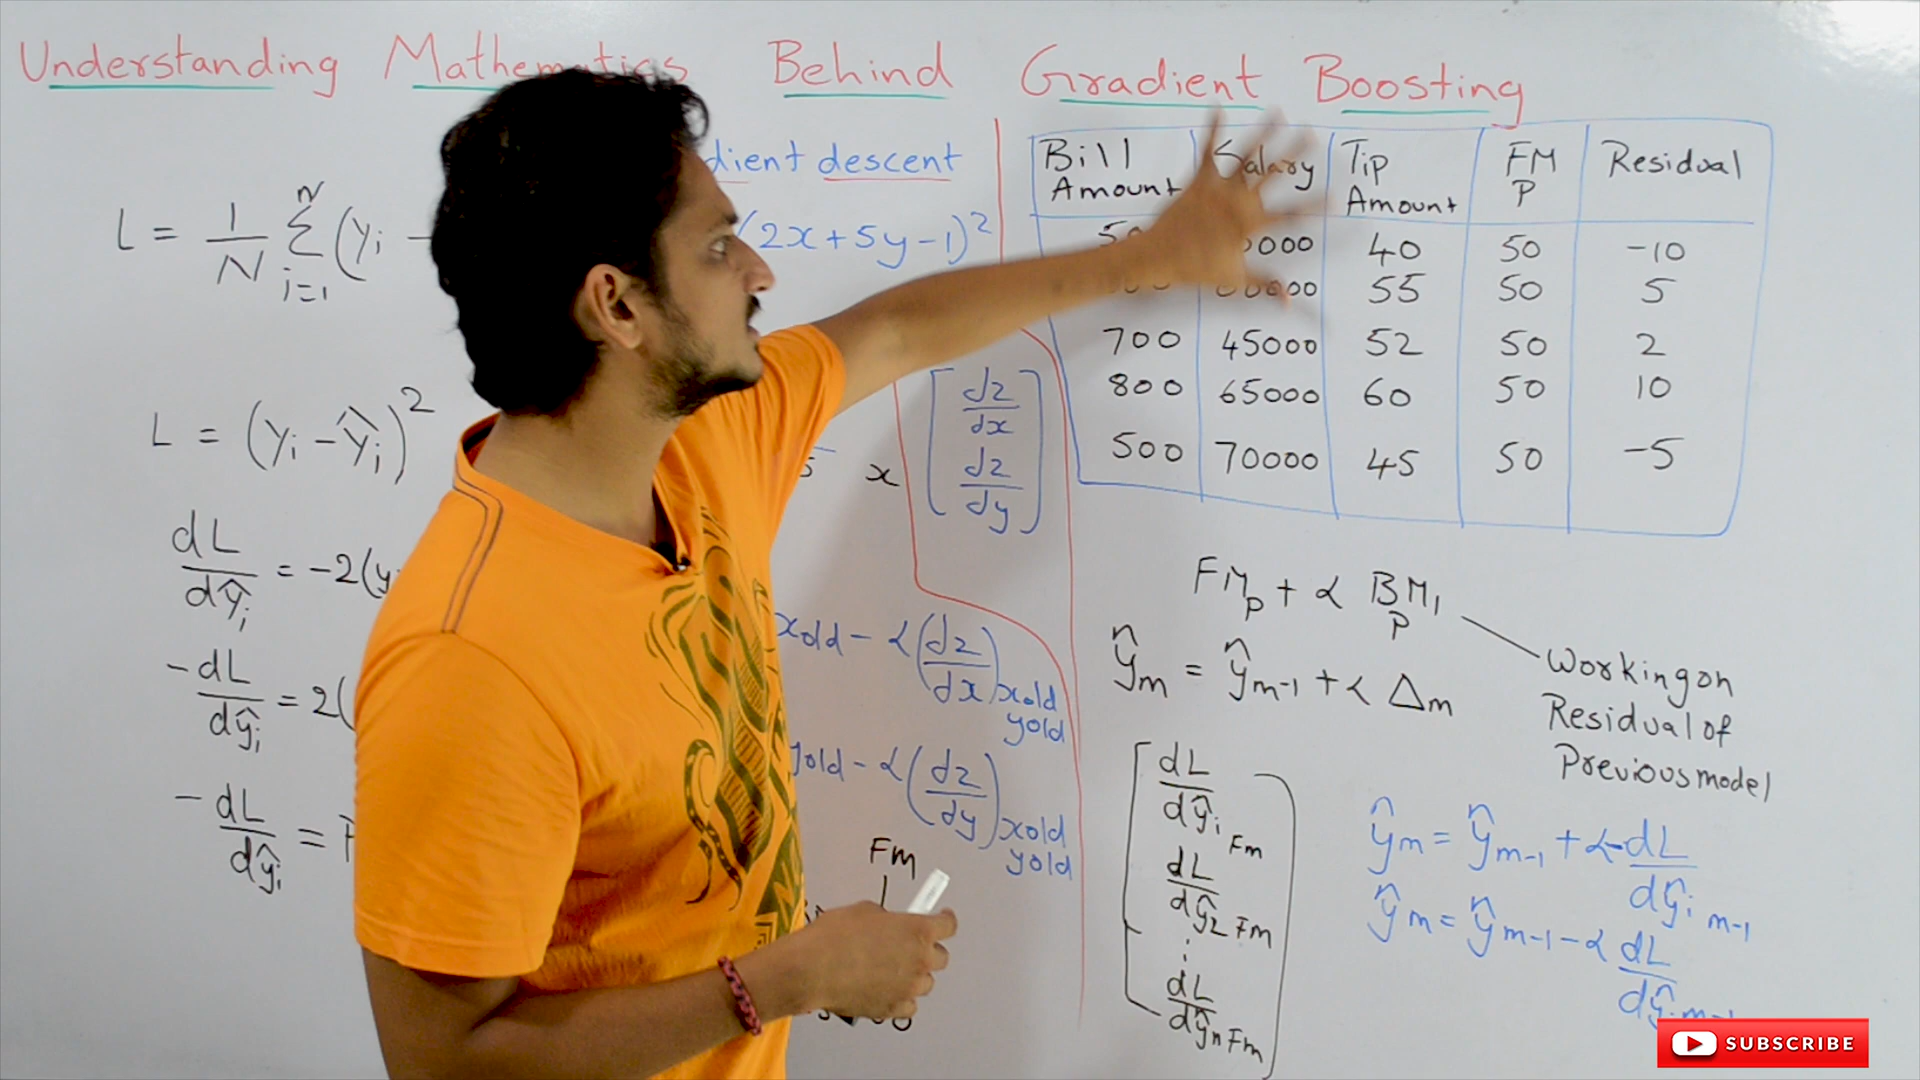 Understanding Mathematics Behind Gradient Boosting
L = 1/N Σ i=1 N (yi -
L = (yi - ŷi)²
dL/dŷi = -2(y
-dL/dŷi = 2(
-dL/dŷi =
dient descent
(2x+5y-1)²
x [dz/dx dz/dy]
xold - α(dz/dx) xold yold
yold - α(dz/dy) xold yold
Fm
Bill Amount Salary Tip Amount FM P Residual
0000 40 50 -10
0000 55 50 5
700 45000 52 50 2
800 65000 60 50 10
500 70000 45 50 -5
FMp + α BM1 P
Working on
Residual of
Previous model
ŷm = ŷm-1 + α Δm
dL/dŷ1 Fm
dL/dŷ2 Fm
dL/dŷn Fm
ŷm = ŷm-1 + α -dL/dŷi m-1
ŷm = ŷm-1 - α dL/dŷi m-1
SUBSCRIBE